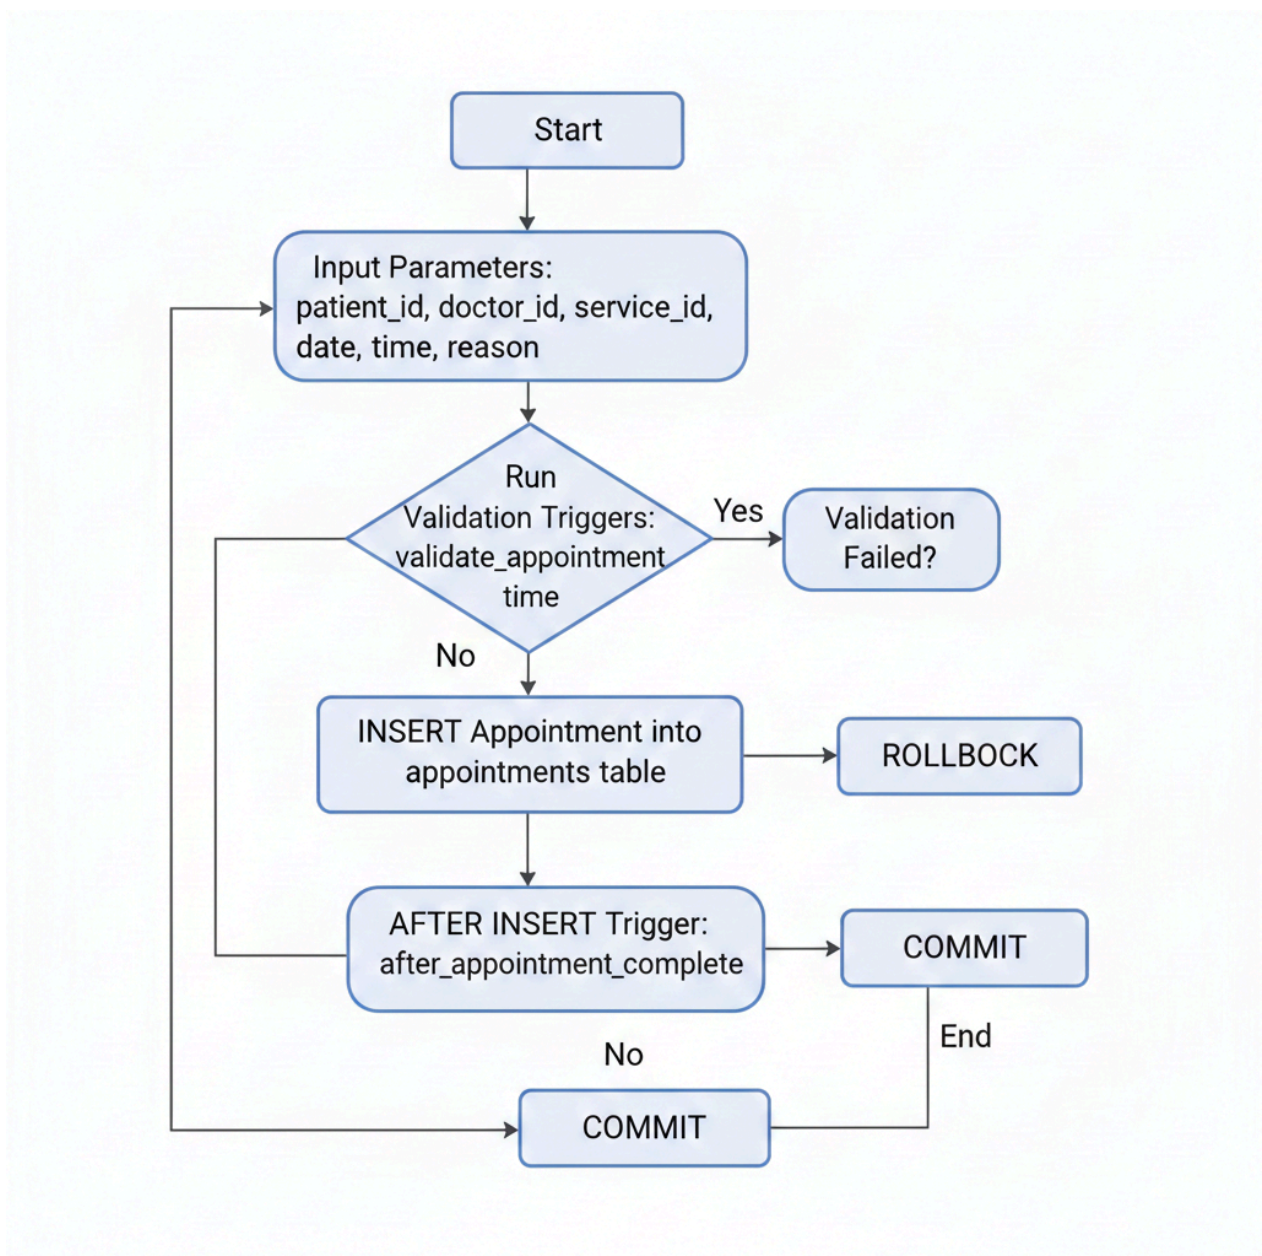 Start
Input Parameters:
patient_id, doctor_id, service_id,
date, time, reason
Run
Validation Triggers:
validate_appointment
time
Yes
Validation
Failed?
No
INSERT Appointment into
appointments table
ROLLBOCK
AFTER INSERT Trigger:
after_appointment_complete
COMMIT
End
No
COMMIT